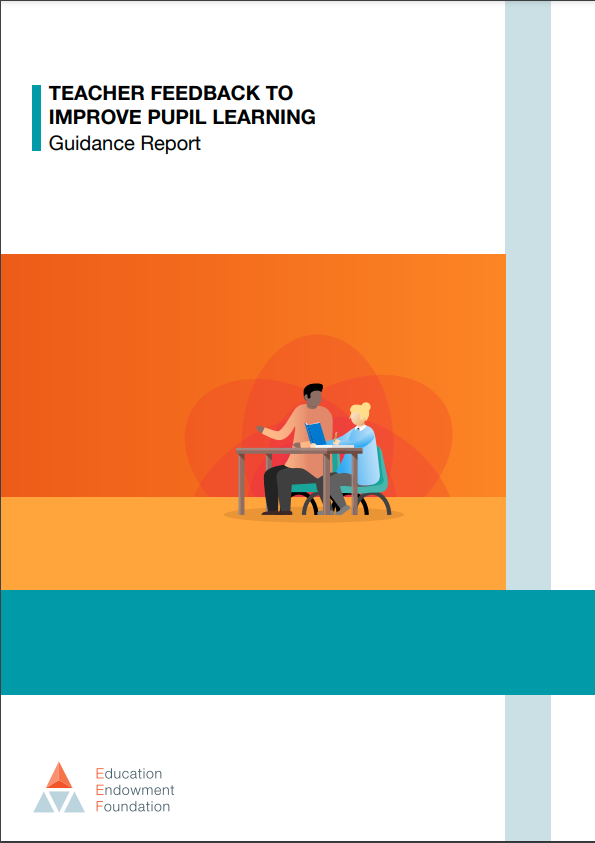 TEACHER FEEDBACK TO
IMPROVE PUPIL LEARNING
Guidance Report
Education
Endowment
Foundation